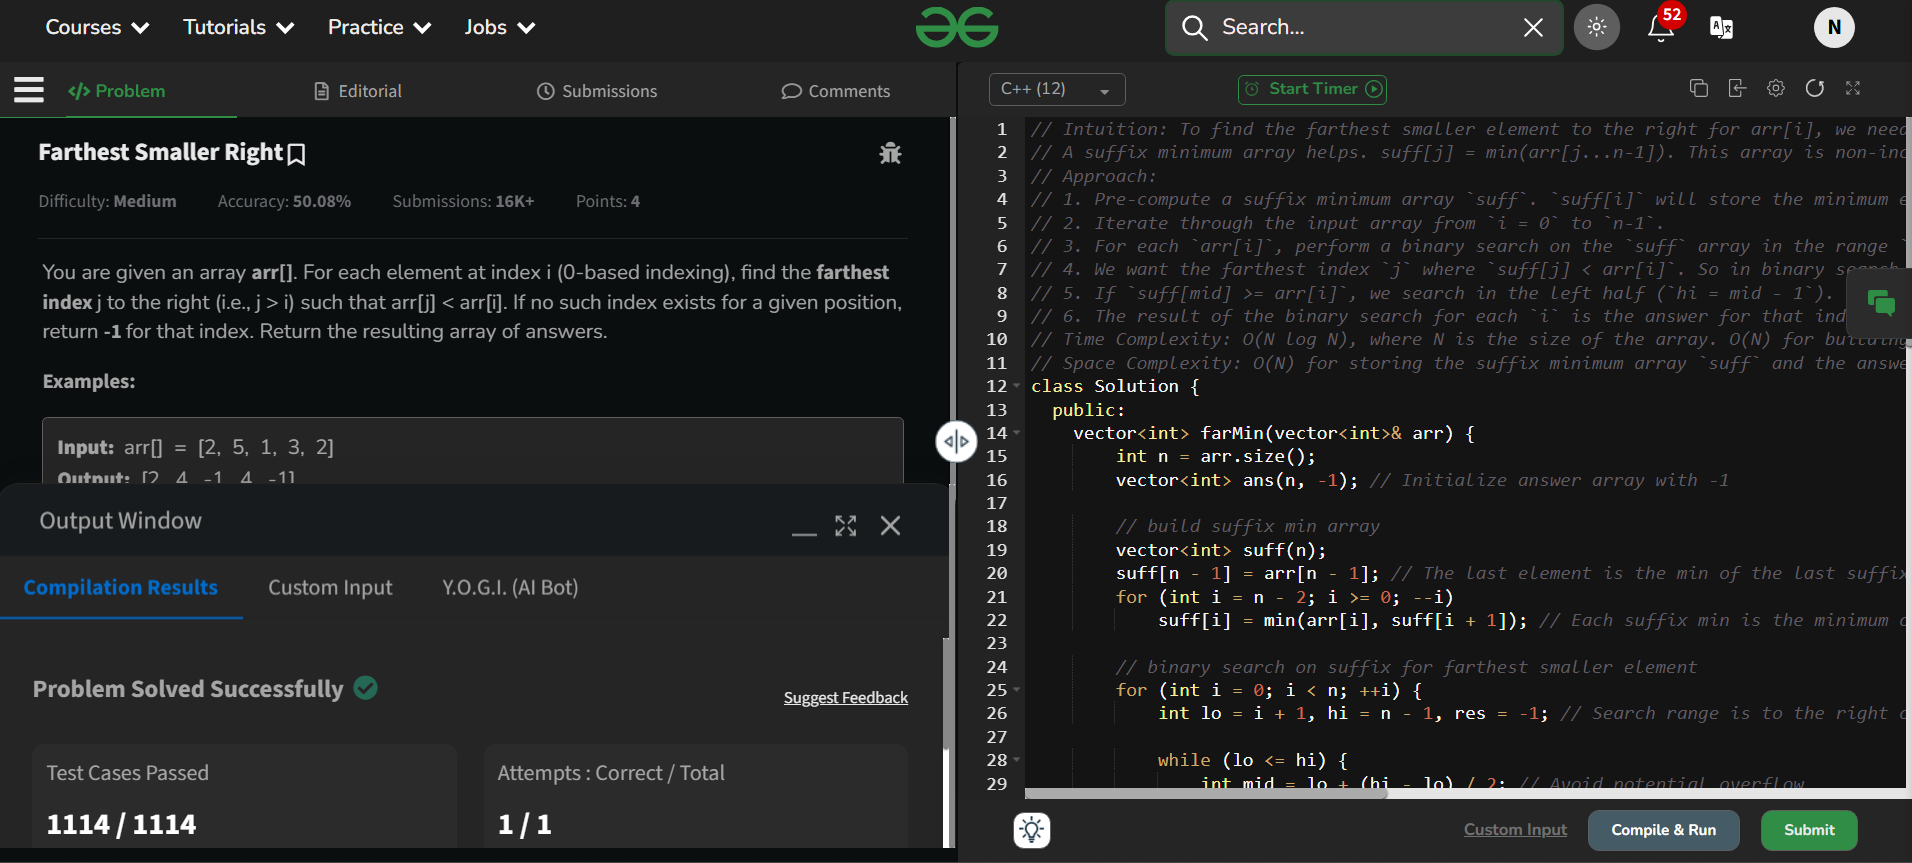 Courses Tutorials Practice Jobs Search... 52 N
Problem Editorial Submissions Comments
Farthest Smaller Right
Difficulty: Medium Accuracy: 50.08% Submissions: 16K+ Points: 4
You are given an array arr[]. For each element at index i (0-based indexing), find the farthest
index j to the right (i.e., j > i) such that arr[j] < arr[i]. If no such index exists for a given position,
return -1 for that index. Return the resulting array of answers.
Examples:
Input: arr[] = [2, 5, 1, 3, 2]
Output: [2, 4, -1, 4, -1]
Output Window
Compilation Results Custom Input Y.O.G.I. (AI Bot)
Problem Solved Successfully
Suggest Feedback
Test Cases Passed
1114 / 1114
Attempts : Correct / Total
1 / 1
C++ (12) Start Timer
1 // Intuition: To find the farthest smaller element to the right for arr[i], we need
2 // A suffix minimum array helps. suff[j] = min(arr[j...n-1]). This array is non-inc
3 // Approach:
4 // 1. Pre-compute a suffix minimum array `suff`. `suff[i]` will store the minimum e
5 // 2. Iterate through the input array from `i = 0` to `n-1`.
6 // 3. For each `arr[i]`, perform a binary search on the `suff` array in the range `
7 // 4. We want the farthest index `j` where `suff[j] < arr[i]`. So in binary search
8 // 5. If `suff[mid] >= arr[i]`, we search in the left half (`hi = mid - 1`).
9 // 6. The result of the binary search for each `i` is the answer for that ind
10 // Time Complexity: O(N log N), where N is the size of the array. O(N) for building
11 // Space Complexity: O(N) for storing the suffix minimum array `suff` and the answe
12 class Solution {
13 public:
14 vector<int> farMin(vector<int>& arr) {
15 int n = arr.size();
16 vector<int> ans(n, -1); // Initialize answer array with -1
17
18 // build suffix min array
19 vector<int> suff(n);
20 suff[n - 1] = arr[n - 1]; // The last element is the min of the last suffix
21 for (int i = n - 2; i >= 0; --i)
22 suff[i] = min(arr[i], suff[i + 1]); // Each suffix min is the minimum o
23
24 // binary search on suffix for farthest smaller element
25 for (int i = 0; i < n; ++i) {
26 int lo = i + 1, hi = n - 1, res = -1; // Search range is to the right o
27
28 while (lo <= hi) {
29 int mid = lo + (hi - lo) / 2; // Avoid potential overflow
Custom Input Compile & Run Submit